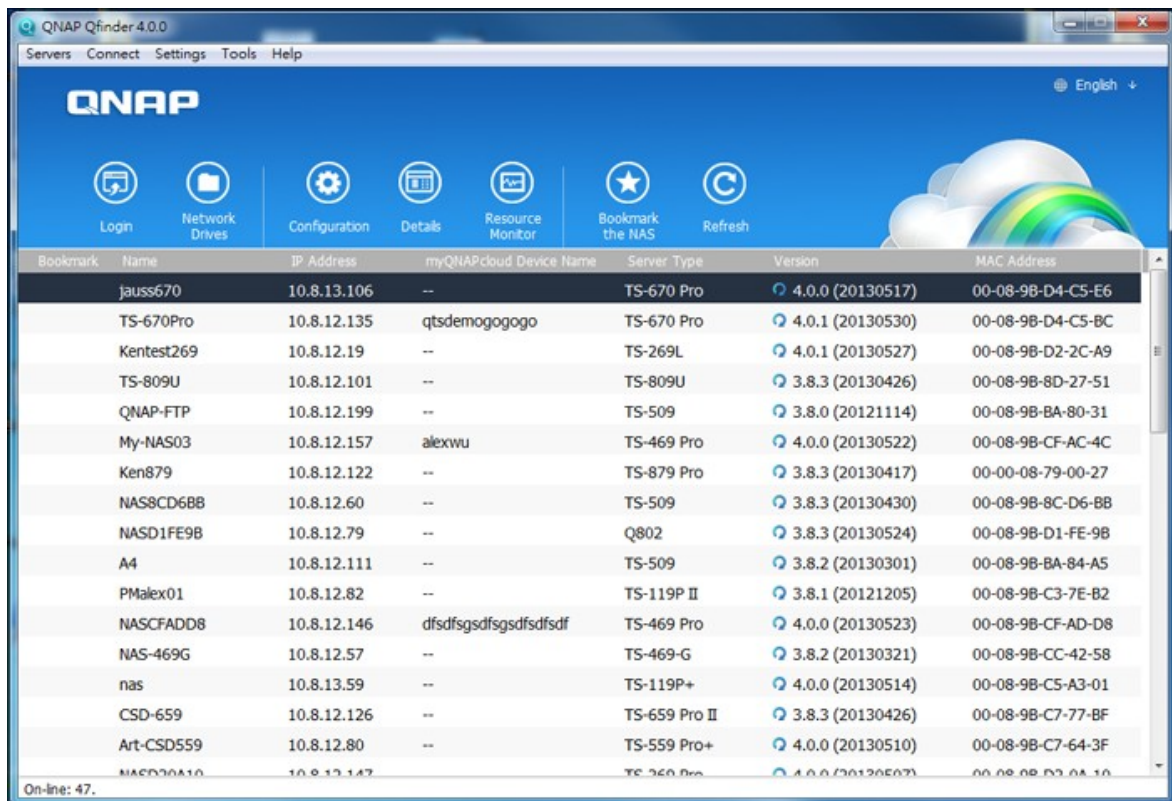 QNAP Qfinder 4.0.0
Servers Connect Settings Tools Help
QNAP
English
Login
Network Drives
Configuration
Details
Resource Monitor
Bookmark the NAS
Refresh
Bookmark Name IP Address myQNAPcloud Device Name Server Type Version MAC Address
jauss670 10.8.13.106 -- TS-670 Pro 4.0.0 (20130517) 00-08-9B-D4-C5-E6
TS-670Pro 10.8.12.135 qtsdemogogogo TS-670 Pro 4.0.1 (20130530) 00-08-9B-D4-C5-BC
Kentest269 10.8.12.19 -- TS-269L 4.0.1 (20130527) 00-08-9B-D2-2C-A9
TS-809U 10.8.12.101 -- TS-809U 3.8.3 (20130426) 00-08-9B-8D-27-51
QNAP-FTP 10.8.12.199 -- TS-509 3.8.0 (20121114) 00-08-9B-BA-80-31
My-NAS03 10.8.12.157 alexwu TS-469 Pro 4.0.0 (20130522) 00-08-9B-CF-AC-4C
Ken879 10.8.12.122 -- TS-879 Pro 3.8.3 (20130417) 00-00-08-79-00-27
NAS8CD6BB 10.8.12.60 -- TS-509 3.8.3 (20130430) 00-08-9B-8C-D6-BB
NASD1FE9B 10.8.12.79 -- Q802 3.8.3 (20130524) 00-08-9B-D1-FE-9B
A4 10.8.12.111 -- TS-509 3.8.2 (20130301) 00-08-9B-BA-84-A5
PMalex01 10.8.12.82 -- TS-119P II 3.8.1 (20121205) 00-08-9B-C3-7E-B2
NASCFADD8 10.8.12.146 dfsdfsgsdfsgsdfsdfsdf TS-469 Pro 4.0.0 (20130523) 00-08-9B-CF-AD-D8
NAS-469G 10.8.12.57 -- TS-469-G 3.8.2 (20130321) 00-08-9B-CC-42-58
nas 10.8.13.59 -- TS-119P+ 4.0.0 (20130514) 00-08-9B-C5-A3-01
CSD-659 10.8.12.126 -- TS-659 Pro II 3.8.3 (20130426) 00-08-9B-C7-77-BF
Art-CSD559 10.8.12.80 -- TS-559 Pro+ 4.0.0 (20130510) 00-08-9B-C7-64-3F
On-line: 47.